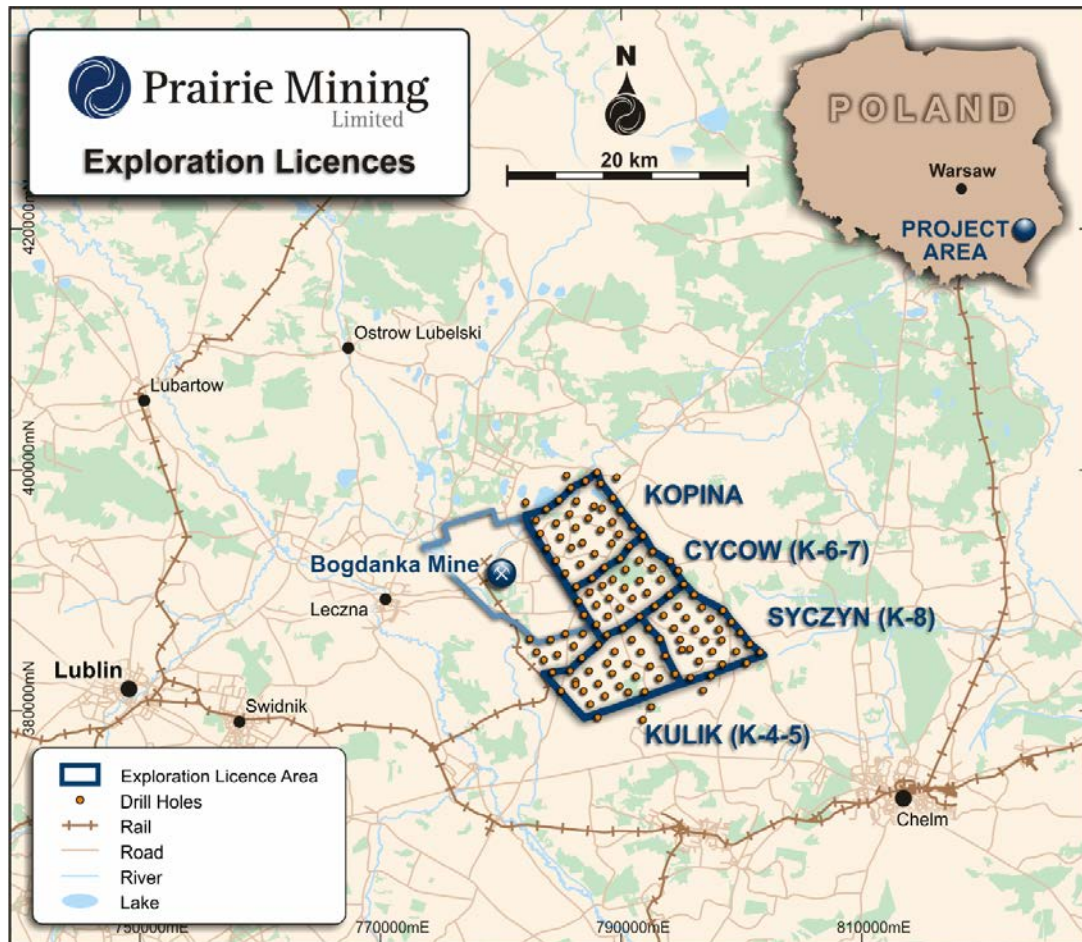 Prairie Mining
Limited
Exploration Licences
N
20 km
POLAND
Warsaw
PROJECT
AREA
420000mN
Ostrow Lubelski
Lubartow
400000mN
KOPINA
CYCOW (K-6-7)
Bogdanka Mine
Leczna
SYCZYN (K-8)
Lublin
380000mN
Swidnik
KULIK (K-4-5)
Chelm
Exploration Licence Area
Drill Holes
Rail
Road
River
Lake
750000mE
770000mE
790000mE
810000mE